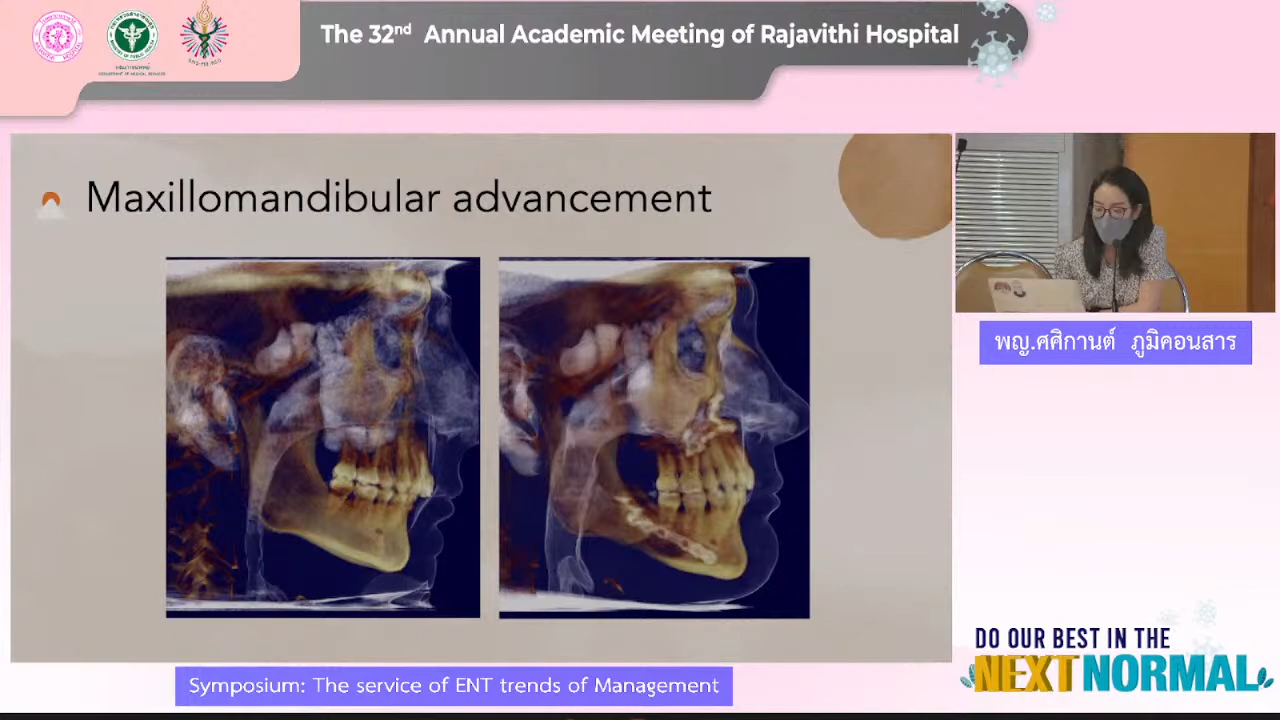 The 32nd Annual Academic Meeting of Rajavithi Hospital
Maxillomandibular advancement
พญ.ศศิกานต์ ภูมิคอนสาร
DO OUR BEST IN THE
NEXT NORMAL
Symposium: The service of ENT trends of Management